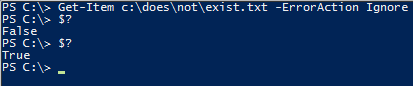 PS C:\> Get-Item c:\does\not\exist.txt -ErrorAction Ignore
PS C:\> $?
False
PS C:\> $?
True
PS C:\>